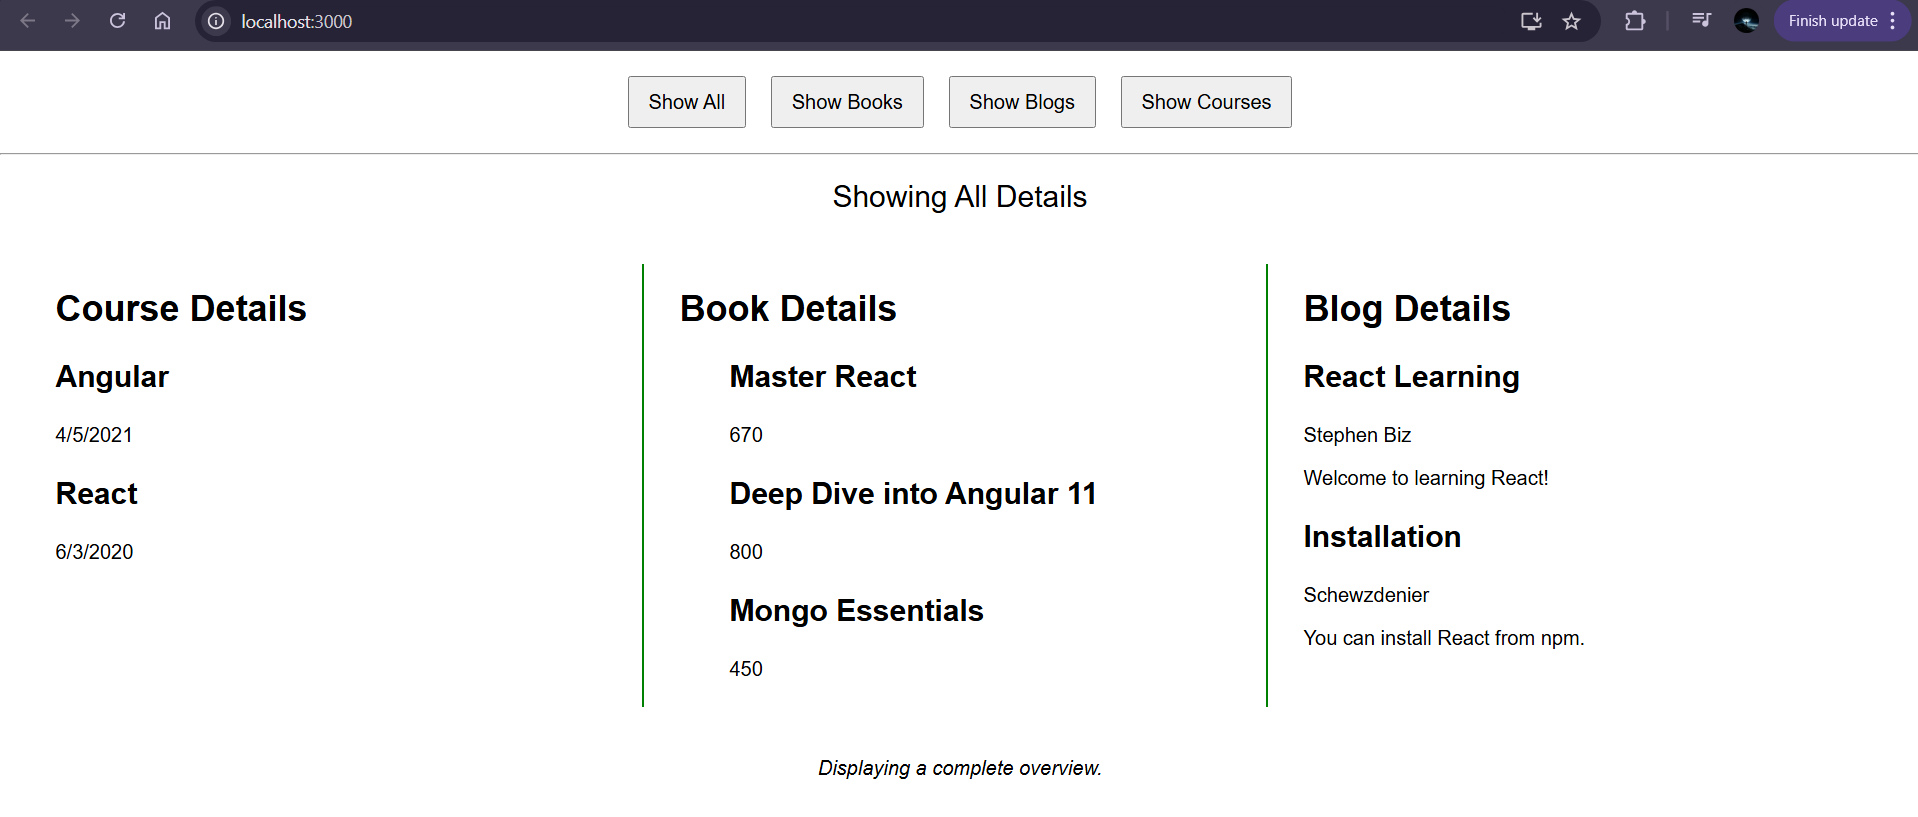 localhost:3000
Finish update
Show All Show Books Show Blogs Show Courses
Showing All Details
Course Details
Angular
4/5/2021
React
6/3/2020
Book Details
Master React
670
Deep Dive into Angular 11
800
Mongo Essentials
450
Blog Details
React Learning
Stephen Biz
Welcome to learning React!
Installation
Schewzdenier
You can install React from npm.
Displaying a complete overview.